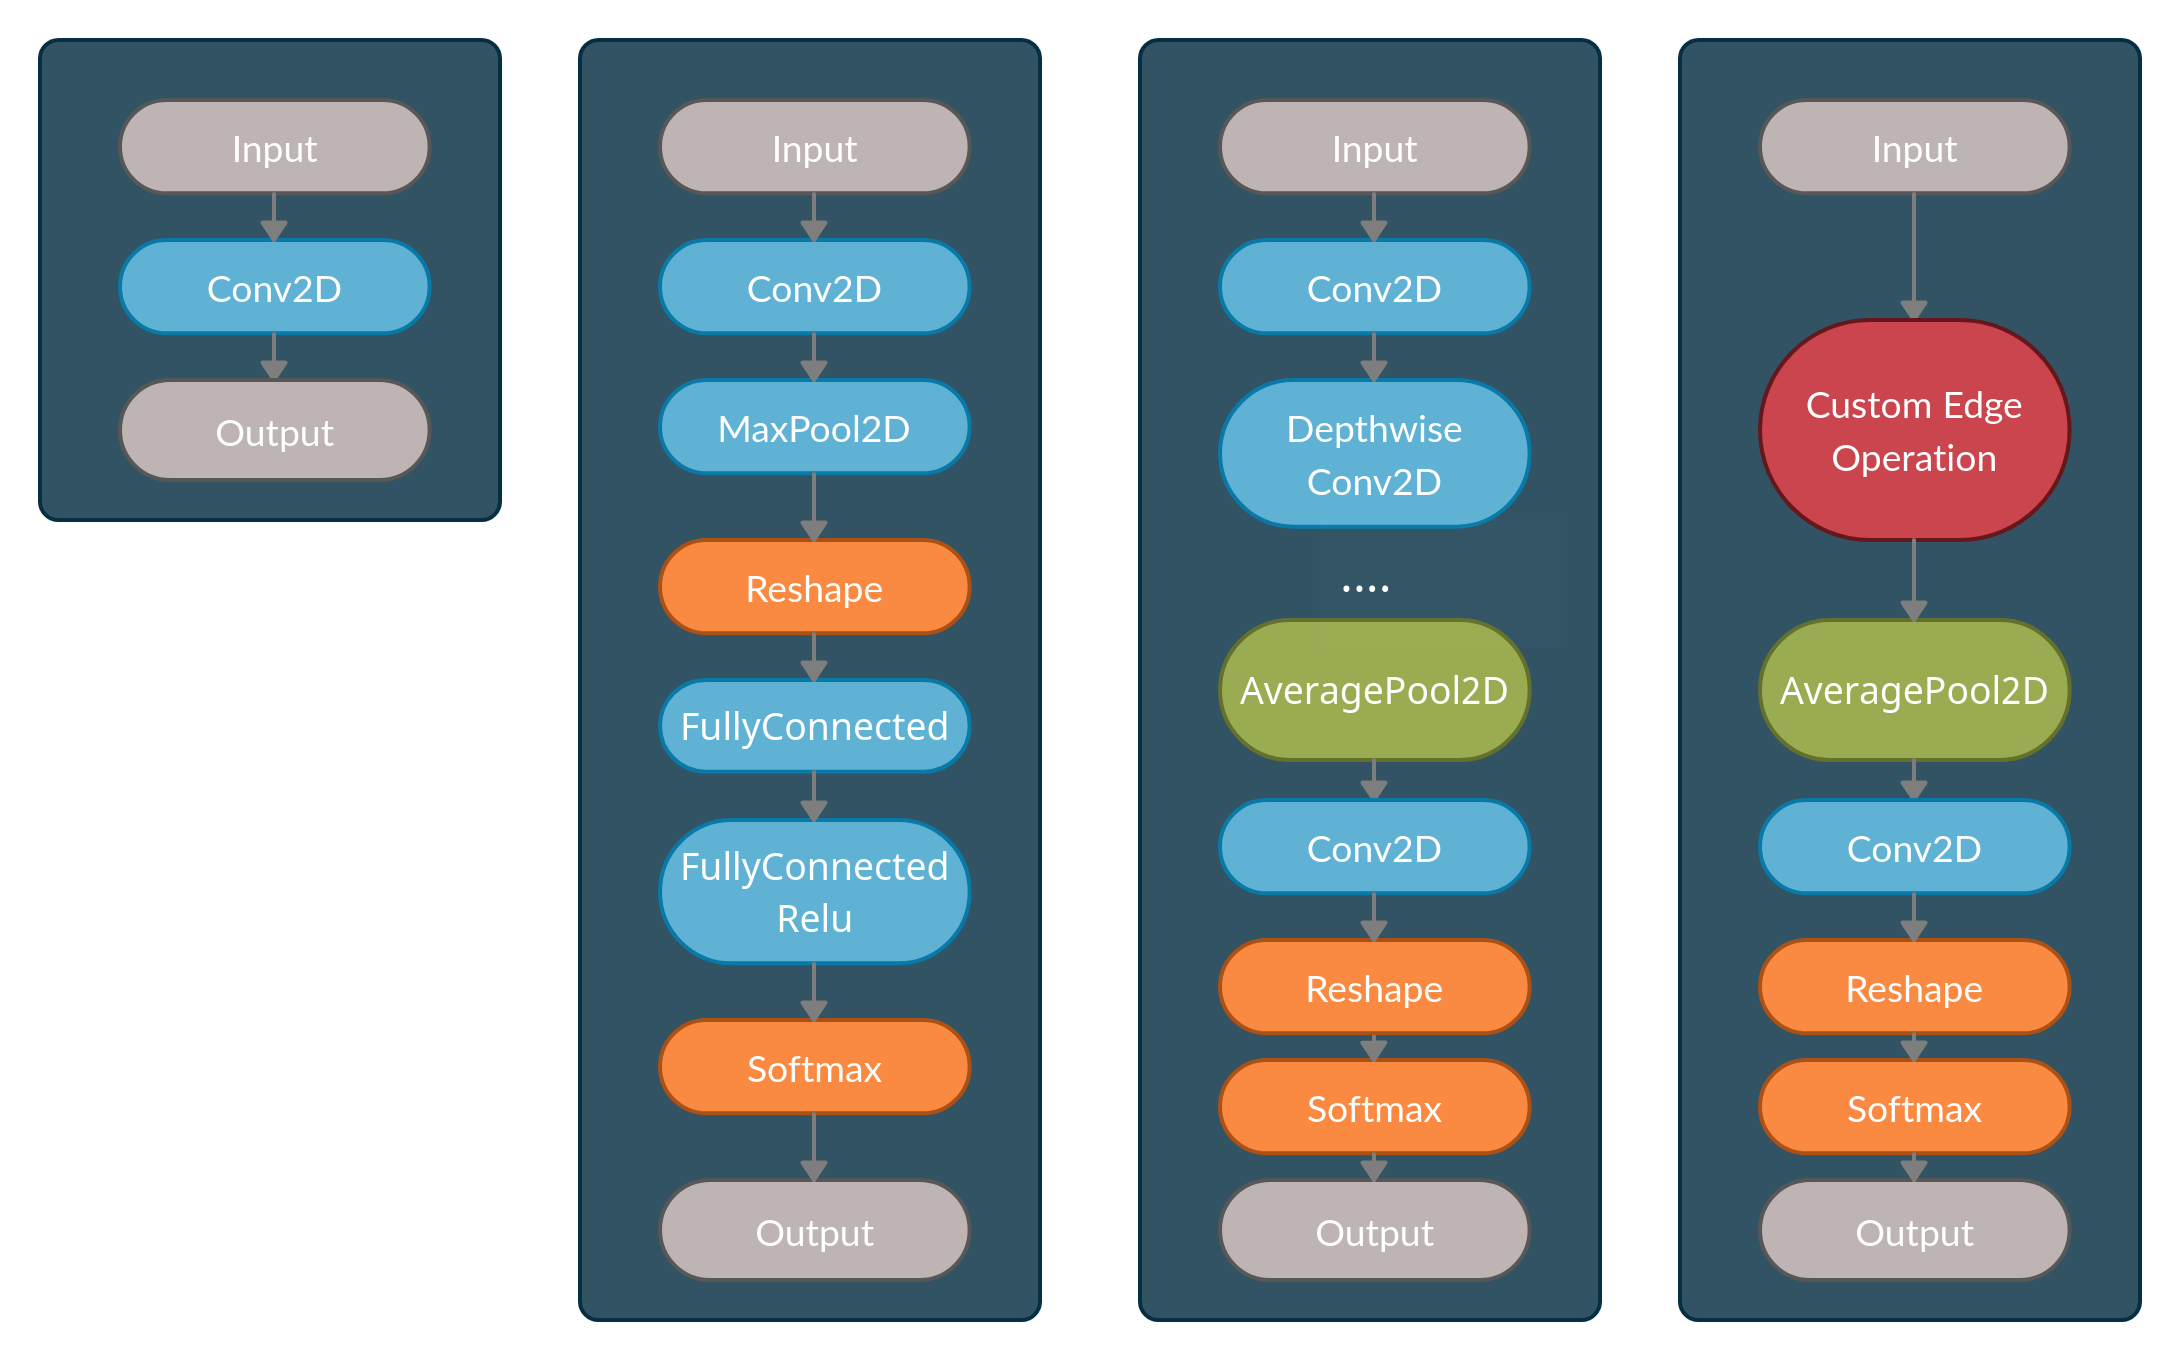 Input
Conv2D
Output
Input
Conv2D
MaxPool2D
Reshape
FullyConnected
FullyConnected
Relu
Softmax
Output
Input
Conv2D
Depthwise
Conv2D
....
AveragePool2D
Conv2D
Reshape
Softmax
Output
Input
Custom Edge
Operation
AveragePool2D
Conv2D
Reshape
Softmax
Output